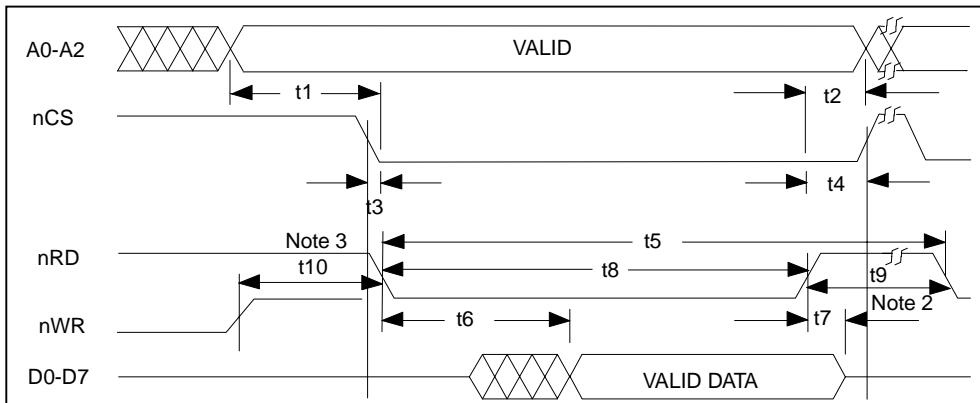 A0-A2
VALID
t1
t2
nCS
t3
t4
Note 3
t5
nRD
t10
t8
t9
Note 2
nWR
t6
t7
D0-D7
VALID DATA